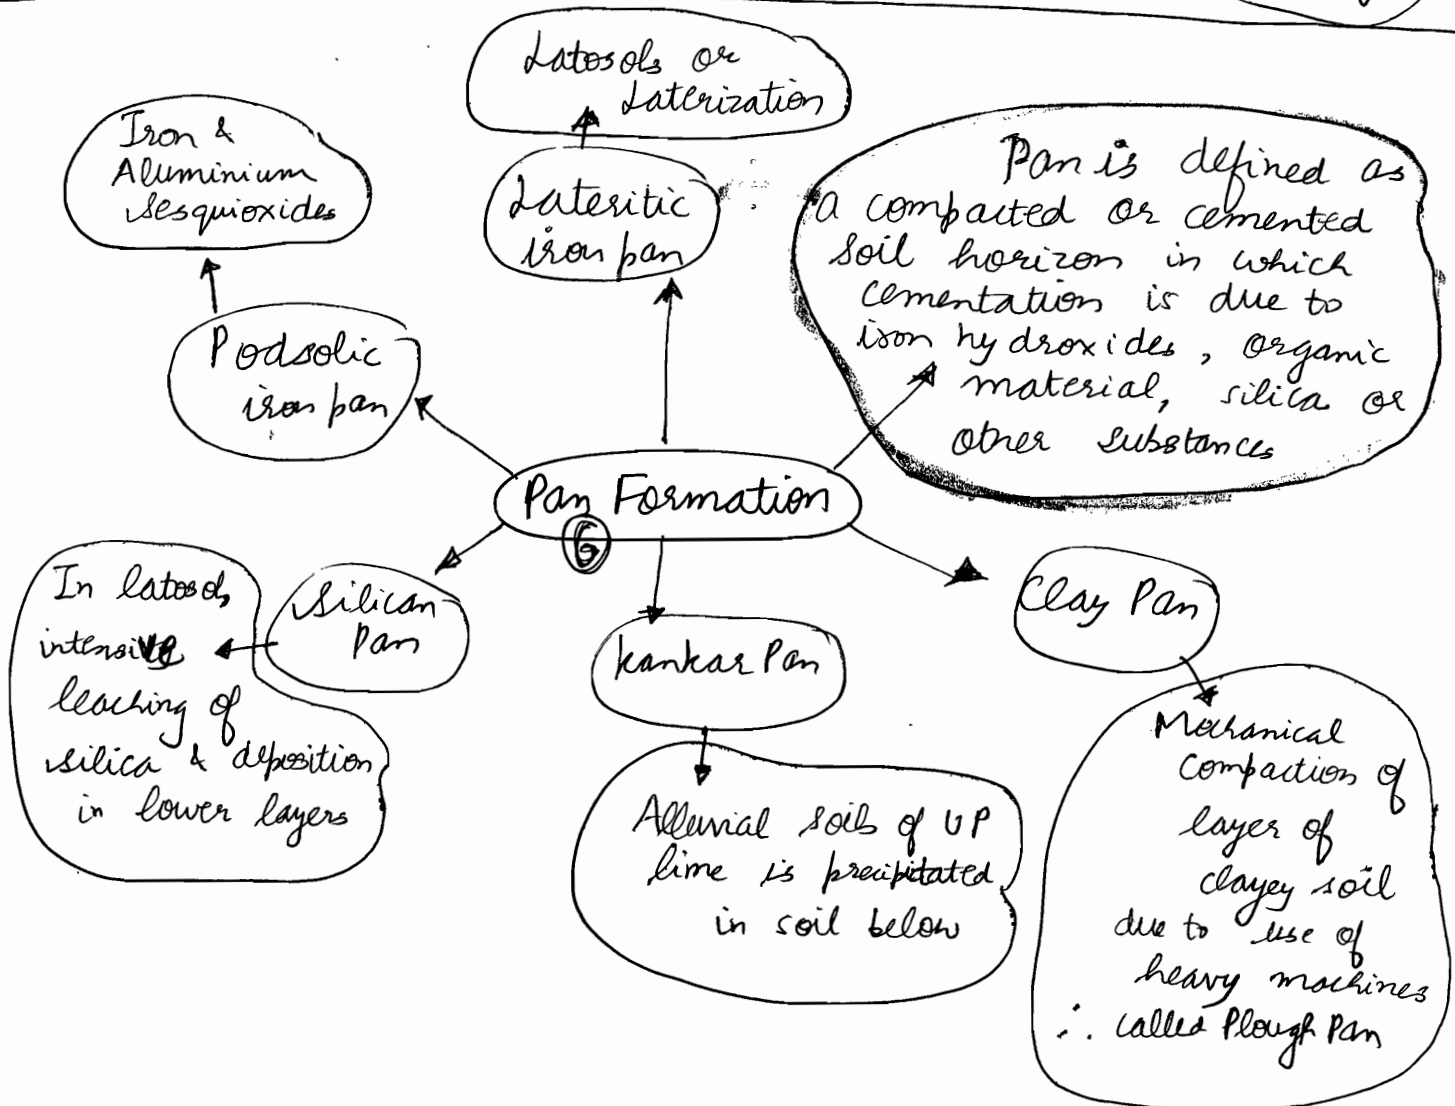 Latosols or
Laterization
Iron &
Aluminium
sesquioxides
Lateritic
iron pan
Pan is defined as
a compacted or cemented
soil horizon in which
cementation is due to
iron hydroxides, organic
material, silica or
other substances
Podsolic
iron pan
Pan Formation
6
In latosols
intensive
leaching of
silica & deposition
in lower layers
Silican
Pan
Kankar Pan
Clay Pan
Alluvial soils of UP
lime is precipitated
in soil below
Mechanical
compaction of
layer of
clayey soil
due to use of
heavy machines
∴ called Plough Pan